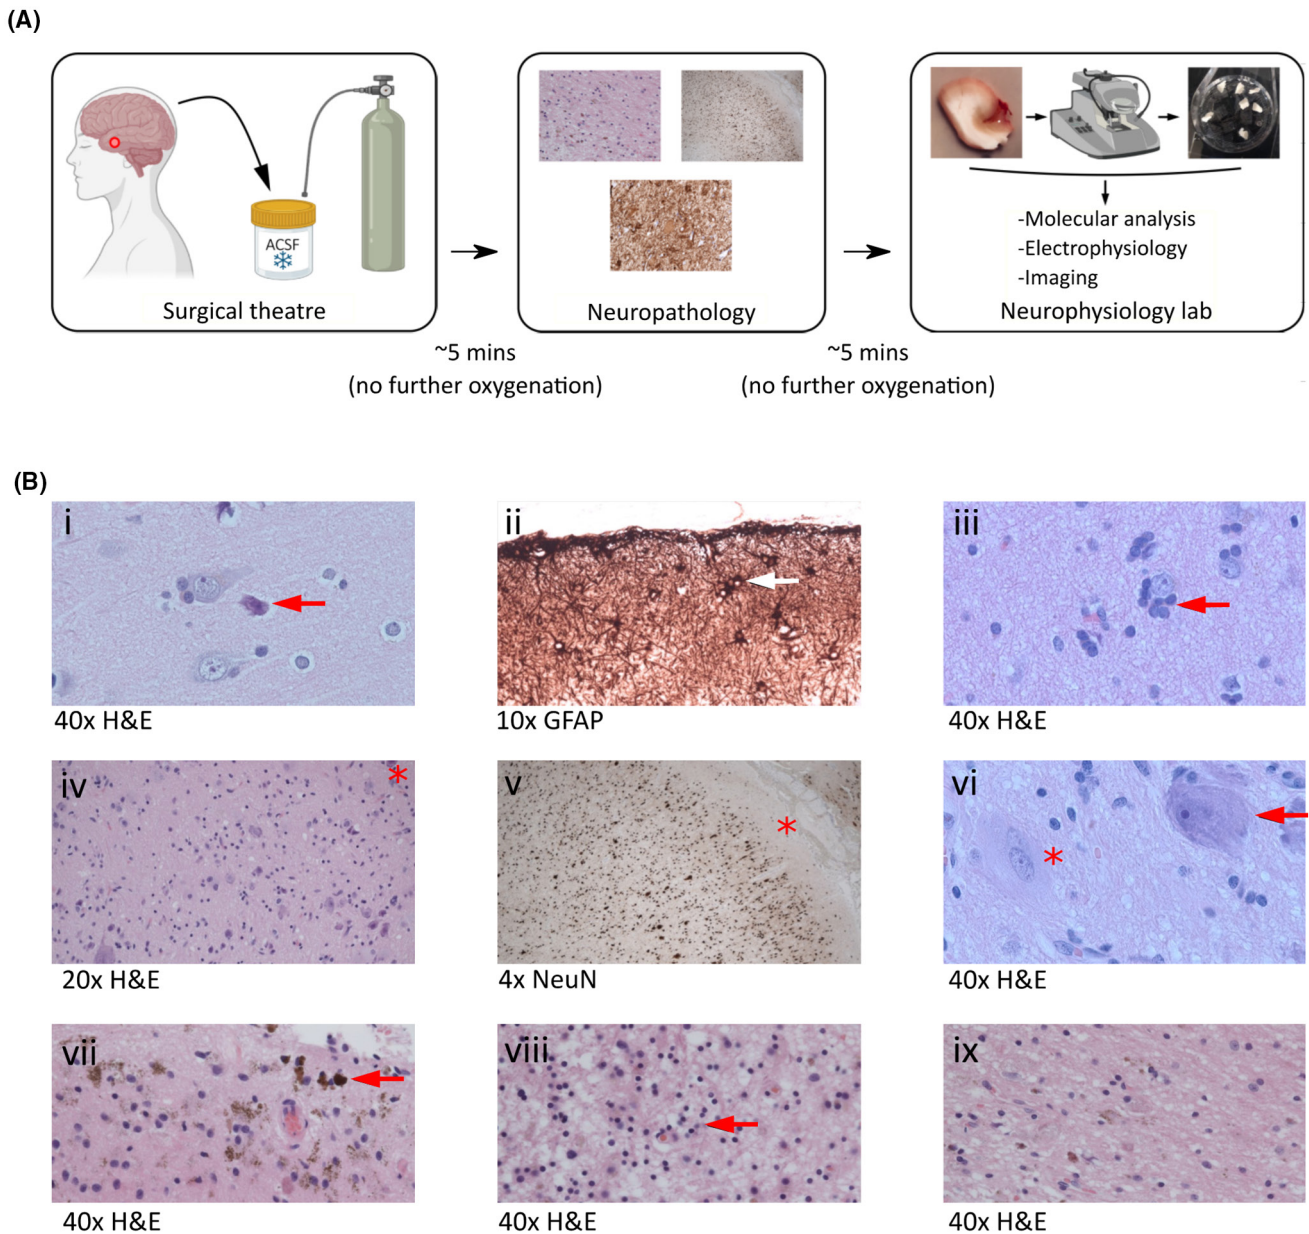 (A)
ACSF
Surgical theatre
Neuropathology
-Molecular analysis
-Electrophysiology
-Imaging
Neurophysiology lab
~5 mins
(no further oxygenation)
~5 mins
(no further oxygenation)
(B)
i
ii
iii
40x H&E
10x GFAP
40x H&E
iv
*
v
*
vi
*
20x H&E
4x NeuN
40x H&E
vii
viii
ix
40x H&E
40x H&E
40x H&E